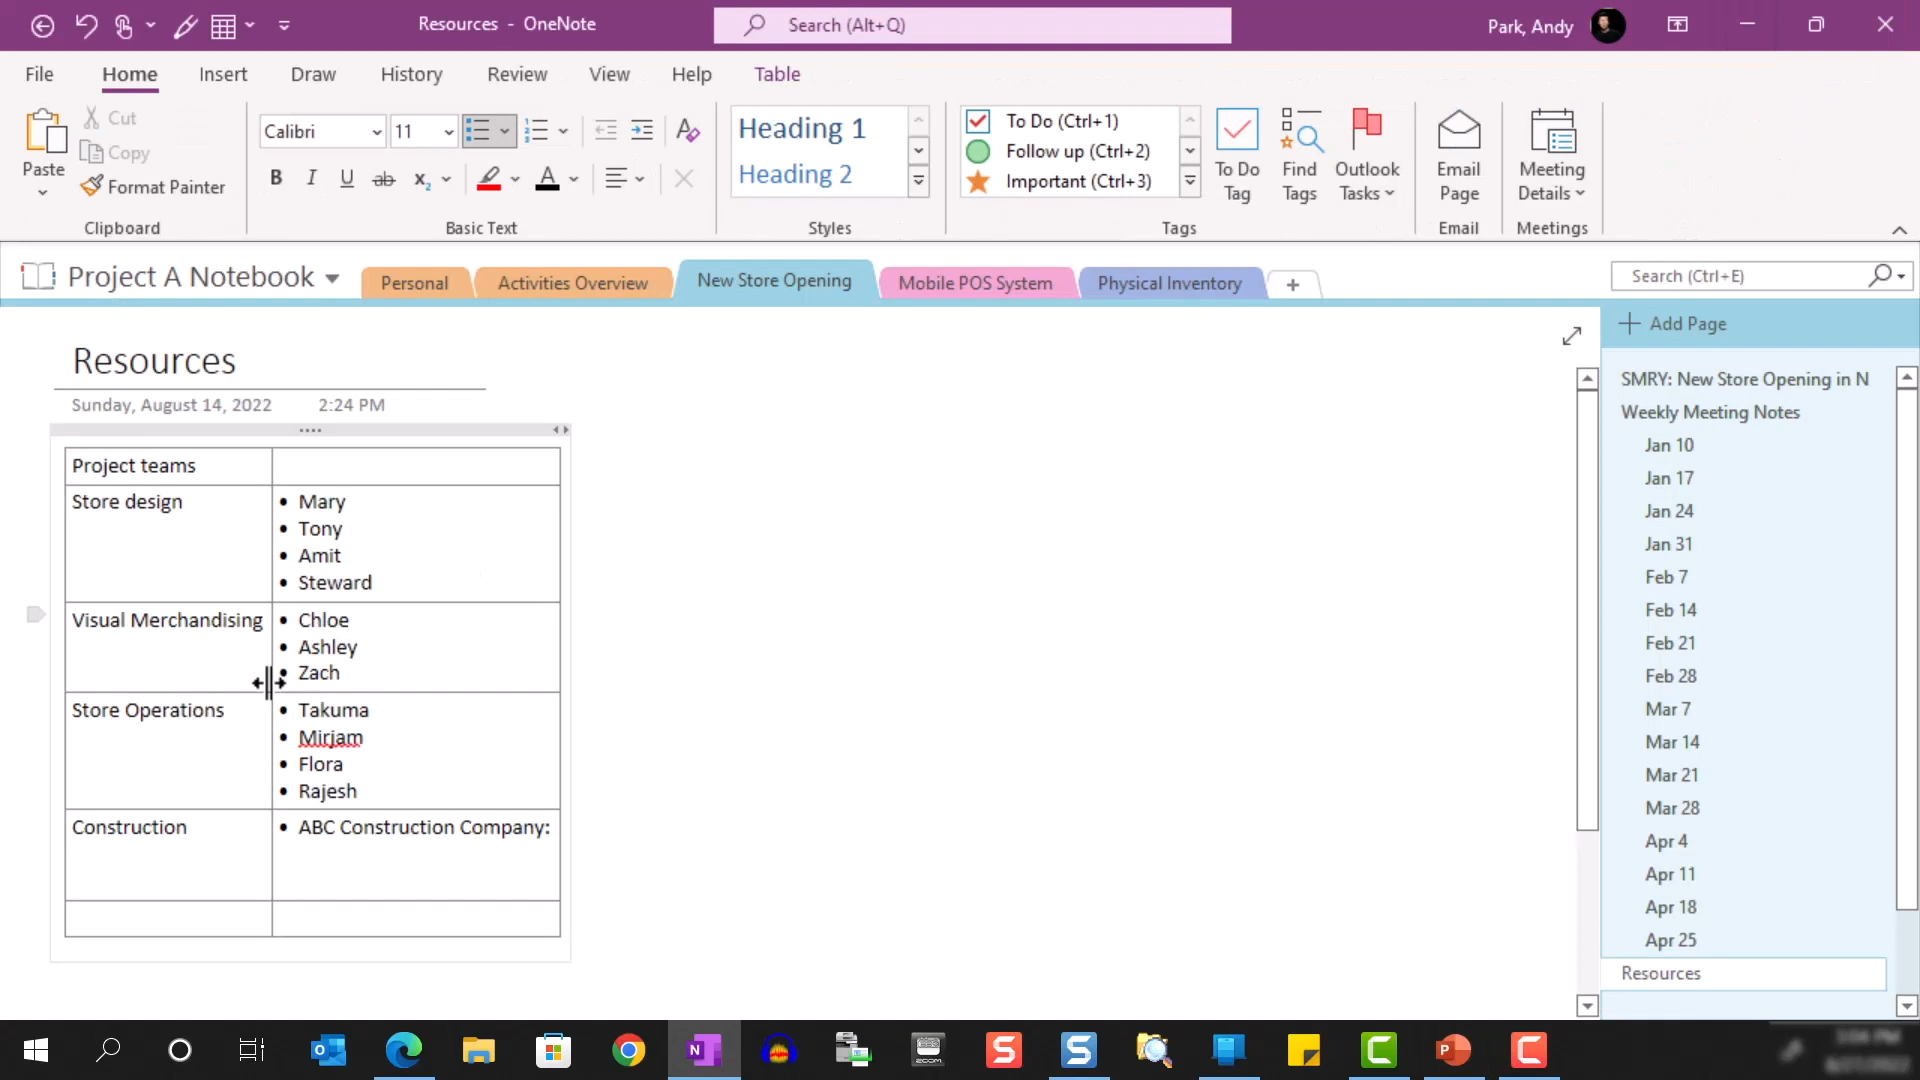 Resources - OneNote
Search (Alt+Q)
Park, Andy
File Home Insert Draw History Review View Help Table
Paste
Cut
Copy
Format Painter
Clipboard
Calibri 11
B I U ab x₂ A
Basic Text
Heading 1
Heading 2
Styles
To Do (Ctrl+1)
Follow up (Ctrl+2)
Important (Ctrl+3)
To Do Tag
Find Tags
Outlook Tasks
Tags
Email Page
Email
Meeting Details
Meetings
Project A Notebook
Personal
Activities Overview
New Store Opening
Mobile POS System
Physical Inventory
+
Search (Ctrl+E)
Resources
Sunday, August 14, 2022 2:24 PM
Project teams
Store design
• Mary
• Tony
• Amit
• Steward
Visual Merchandising
• Chloe
• Ashley
• Zach
Store Operations
• Takuma
• Mirjam
• Flora
• Rajesh
Construction
• ABC Construction Company:
Add Page
SMRY: New Store Opening in N
Weekly Meeting Notes
Jan 10
Jan 17
Jan 24
Jan 31
Feb 7
Feb 14
Feb 21
Feb 28
Mar 7
Mar 14
Mar 21
Mar 28
Apr 4
Apr 11
Apr 18
Apr 25
Resources